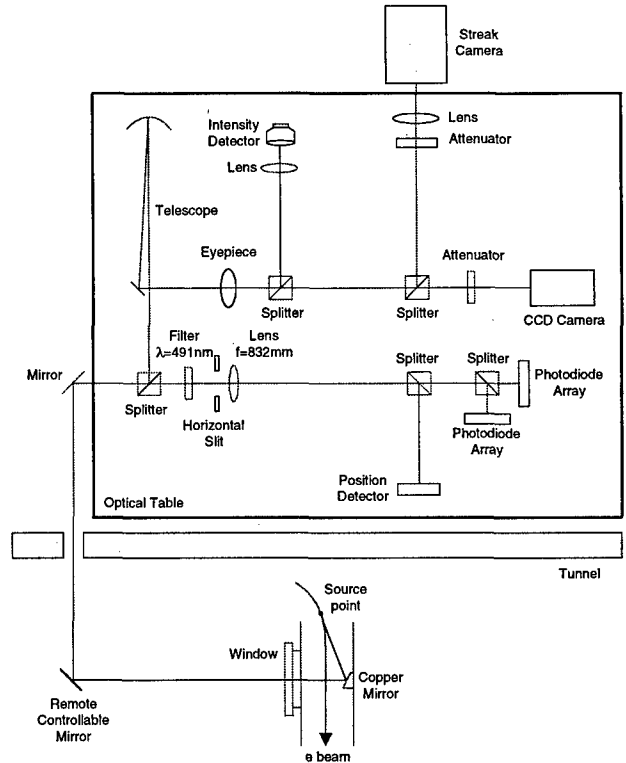 Streak
Camera
Lens
Attenuator
Intensity
Detector
Lens
Telescope
Eyepiece
Attenuator
Splitter
Splitter
CCD Camera
Filter
λ=491nm
Lens
f=832mm
Splitter
Splitter
Mirror
Photodiode
Array
Splitter
Horizontal
Slit
Photodiode
Array
Position
Detector
Optical Table
Tunnel
Source
point
Window
Copper
Mirror
Remote
Controllable
Mirror
e beam